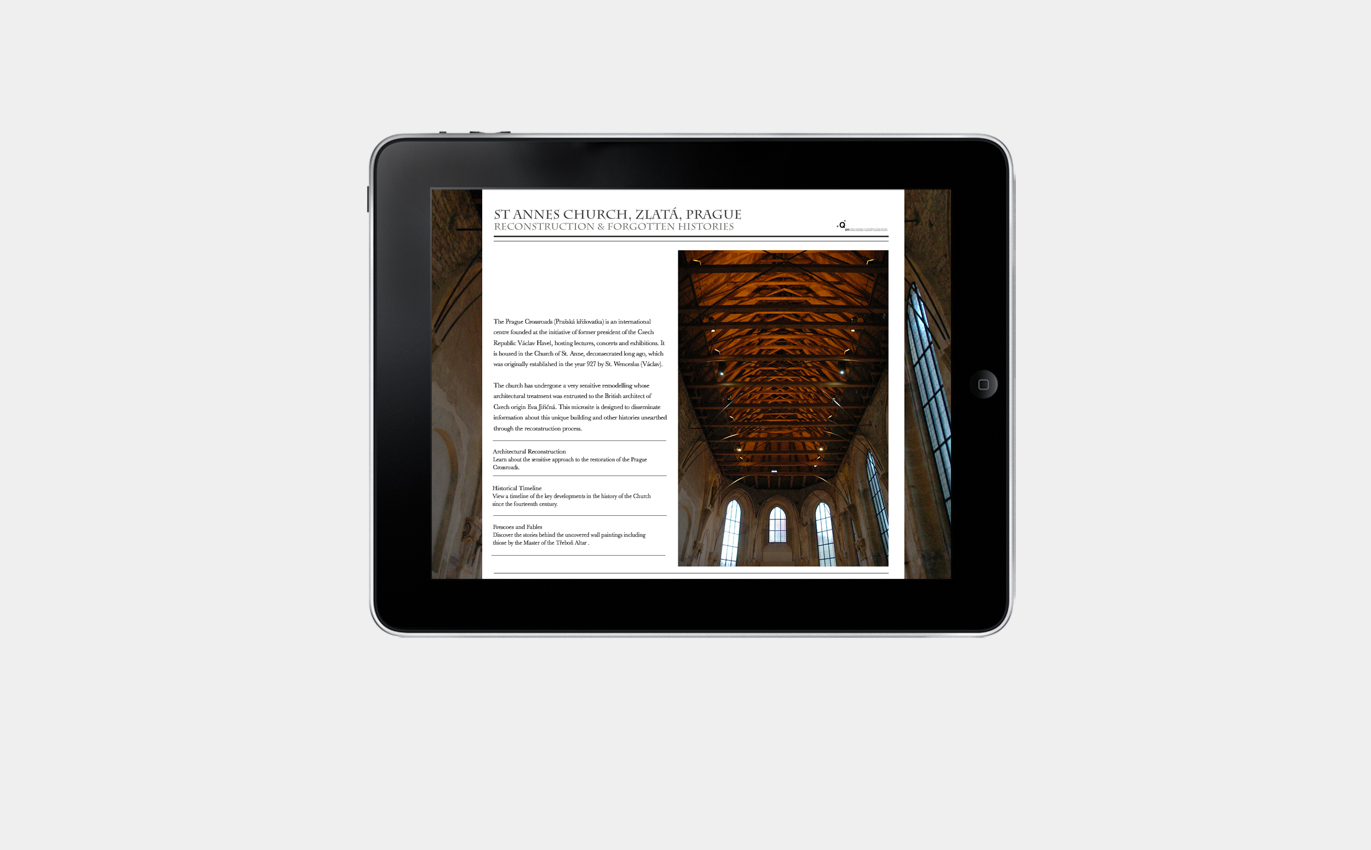 ST ANNES CHURCH, ZLATÁ, PRAGUE
RECONSTRUCTION & FORGOTTEN HISTORIES
The Prague Crossroads (Pražská křižovatka) is an international
centre founded at the initiative of former president of the Czech
Republic Václav Havel, hosting lectures, concerts and exhibitions. It
is housed in the Church of St. Anne, deconsecrated long ago, which
was originally established in the year 927 by St. Wenceslas (Václav).
The church has undergone a very sensitive remodelling whose
architectural treatment was entrusted to the British architect of
Czech origin Eva Jiřičná. This microsite is designed to disseminate
information about this unique building and other histories unearthed
through the reconstruction process.
Architectural Reconstruction
Learn about the sensitive approach to the restoration of the Prague
Crossroads.
Historical Timeline
View a timeline of the key developments in the history of the Church
since the fourteenth century.
Frescoes and Fables
Discover the stories behind the uncovered wall paintings including
those by the Master of the Třeboň Altar .